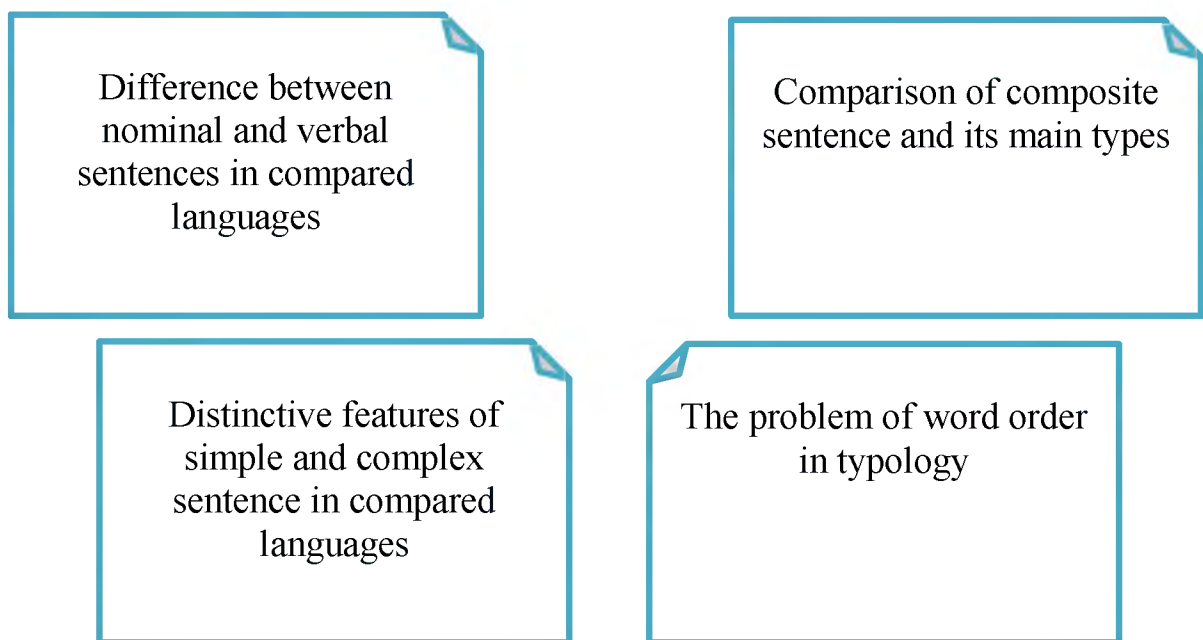 Difference between
nominal and verbal
sentences in compared
languages
Comparison of composite
sentence and its main types
Distinctive features of
simple and complex
sentence in compared
languages
The problem of word order
in typology